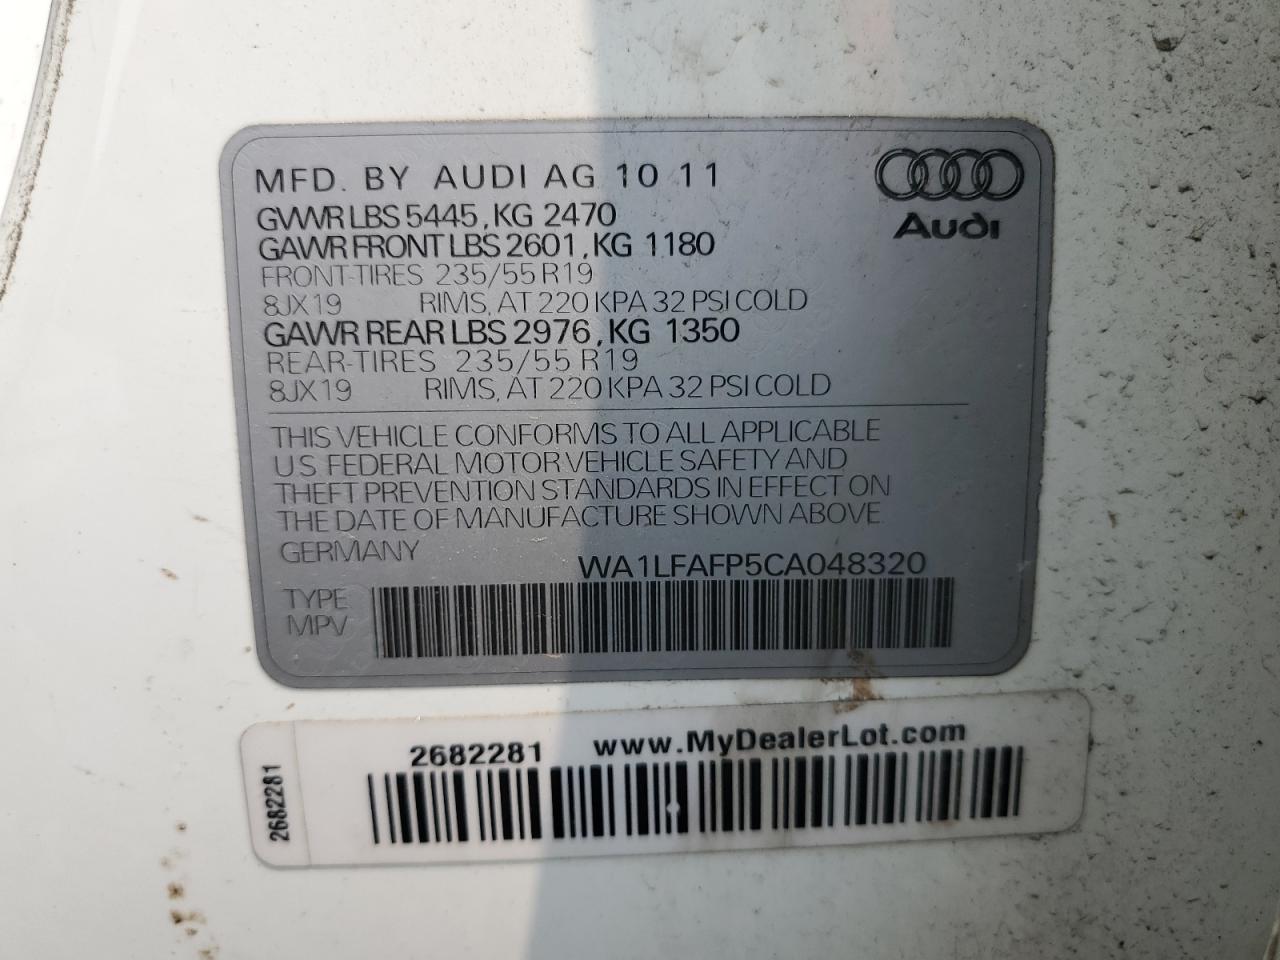 MFD. BY AUDI AG 10 11
Audi
GVWR LBS 5445, KG 2470
GAWR FRONT LBS 2601, KG 1180
FRONT-TIRES 235/55 R19
8JX19 RIMS, AT 220 KPA 32 PSI COLD
GAWR REAR LBS 2976, KG 1350
REAR-TIRES 235/55 R19
8JX19 RIMS, AT 220 KPA 32 PSI COLD
THIS VEHICLE CONFORMS TO ALL APPLICABLE
US FEDERAL MOTOR VEHICLE SAFETY AND
THEFT PREVENTION STANDARDS IN EFFECT ON
THE DATE OF MANUFACTURE SHOWN ABOVE
GERMANY WA1LFAFP5CA048320
TYPE
MPV
2682281 www.MyDealerLot.com
2682281